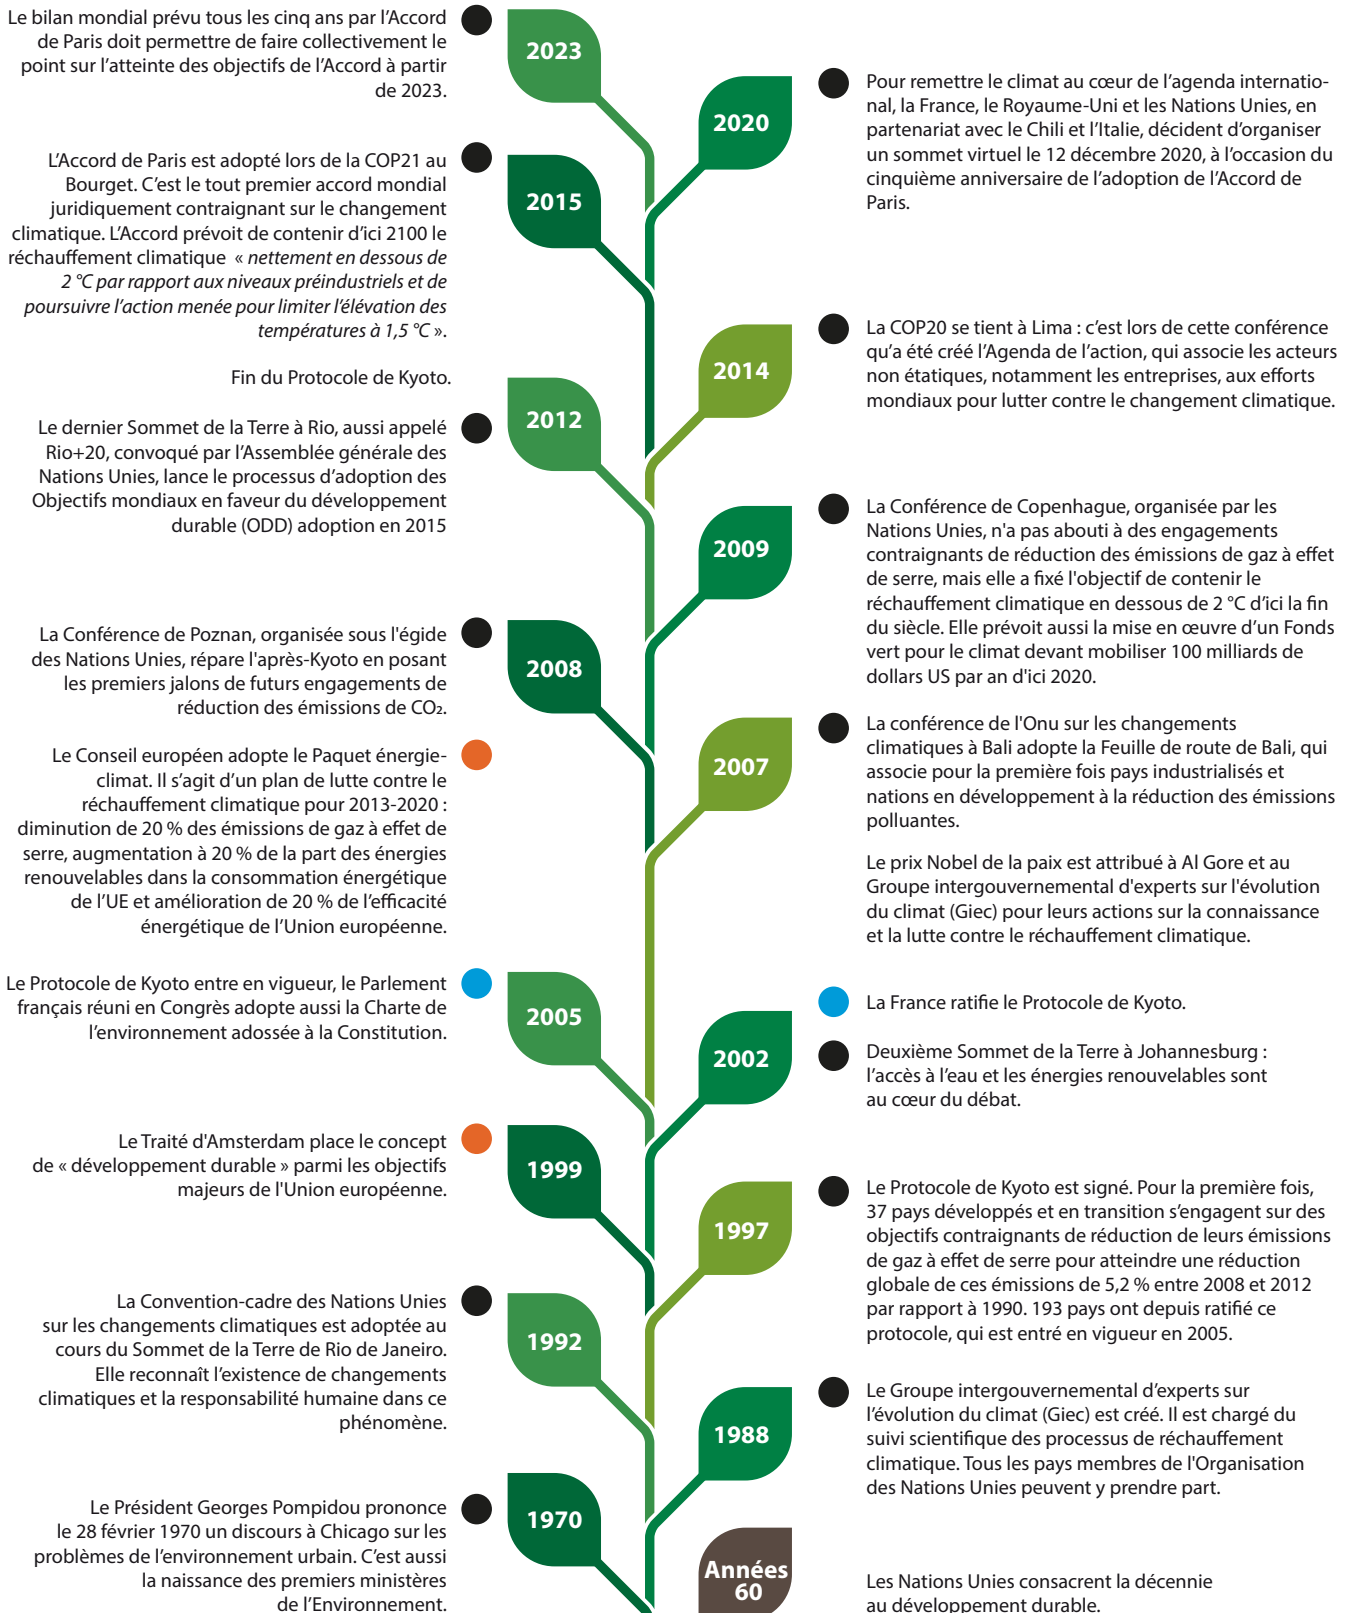 Le bilan mondial prévu tous les cinq ans par l’Accord
de Paris doit permettre de faire collectivement le
point sur l’atteinte des objectifs de l’Accord à partir
de 2023.
2023
2020
Pour remettre le climat au cœur de l’agenda internatio-
nal, la France, le Royaume-Uni et les Nations Unies, en
partenariat avec le Chili et l’Italie, décident d’organiser
un sommet virtuel le 12 décembre 2020, à l’occasion du
cinquième anniversaire de l’adoption de l’Accord de
Paris.
L’Accord de Paris est adopté lors de la COP21 au
Bourget. C’est le tout premier accord mondial
juridiquement contraignant sur le changement
climatique. L’Accord prévoit de contenir d’ici 2100 le
réchauffement climatique « nettement en dessous de
2 °C par rapport aux niveaux préindustriels et de
poursuivre l’action menée pour limiter l’élévation des
températures à 1,5 °C ».
2015
2014
La COP20 se tient à Lima : c’est lors de cette conférence
qu’a été créé l’Agenda de l’action, qui associe les acteurs
non étatiques, notamment les entreprises, aux efforts
mondiaux pour lutter contre le changement climatique.
Fin du Protocole de Kyoto.
2012
Le dernier Sommet de la Terre à Rio, aussi appelé
Rio+20, convoqué par l’Assemblée générale des
Nations Unies, lance le processus d’adoption des
Objectifs mondiaux en faveur du développement
durable (ODD) adoption en 2015
2009
La Conférence de Copenhague, organisée par les
Nations Unies, n'a pas abouti à des engagements
contraignants de réduction des émissions de gaz à effet
de serre, mais elle a fixé l'objectif de contenir le
réchauffement climatique en dessous de 2 °C d’ici la fin
du siècle. Elle prévoit aussi la mise en œuvre d’un Fonds
vert pour le climat devant mobiliser 100 milliards de
dollars US par an d'ici 2020.
La Conférence de Poznan, organisée sous l'égide
des Nations Unies, répare l'après-Kyoto en posant
les premiers jalons de futurs engagements de
réduction des émissions de CO₂.
2008
Le Conseil européen adopte le Paquet énergie-
climat. Il s’agit d’un plan de lutte contre le
réchauffement climatique pour 2013-2020 :
diminution de 20 % des émissions de gaz à effet de
serre, augmentation à 20 % de la part des énergies
renouvelables dans la consommation énergétique
de l’UE et amélioration de 20 % de l’efficacité
énergétique de l’Union européenne.
2007
La conférence de l'Onu sur les changements
climatiques à Bali adopte la Feuille de route de Bali, qui
associe pour la première fois pays industrialisés et
nations en développement à la réduction des émissions
polluantes.
Le prix Nobel de la paix est attribué à Al Gore et au
Groupe intergouvernemental d'experts sur l'évolution
du climat (Giec) pour leurs actions sur la connaissance
et la lutte contre le réchauffement climatique.
Le Protocole de Kyoto entre en vigueur, le Parlement
français réuni en Congrès adopte aussi la Charte de
l’environnement adossée à la Constitution.
2005
2002
La France ratifie le Protocole de Kyoto.
Deuxième Sommet de la Terre à Johannesburg :
l’accès à l’eau et les énergies renouvelables sont
au cœur du débat.
Le Traité d'Amsterdam place le concept
de « développement durable » parmi les objectifs
majeurs de l'Union européenne.
1999
1997
Le Protocole de Kyoto est signé. Pour la première fois,
37 pays développés et en transition s’engagent sur des
objectifs contraignants de réduction de leurs émissions
de gaz à effet de serre pour atteindre une réduction
globale de ces émissions de 5,2 % entre 2008 et 2012
par rapport à 1990. 193 pays ont depuis ratifié ce
protocole, qui est entré en vigueur en 2005.
La Convention-cadre des Nations Unies
sur les changements climatiques est adoptée au
cours du Sommet de la Terre de Rio de Janeiro.
Elle reconnaît l’existence de changements
climatiques et la responsabilité humaine dans ce
phénomène.
1992
1988
Le Groupe intergouvernemental d’experts sur
l’évolution du climat (Giec) est créé. Il est chargé du
suivi scientifique des processus de réchauffement
climatique. Tous les pays membres de l'Organisation
des Nations Unies peuvent y prendre part.
Le Président Georges Pompidou prononce
le 28 février 1970 un discours à Chicago sur les
problèmes de l’environnement urbain. C’est aussi
la naissance des premiers ministères
de l’Environnement.
1970
Années
60
Les Nations Unies consacrent la décennie
au développement durable.